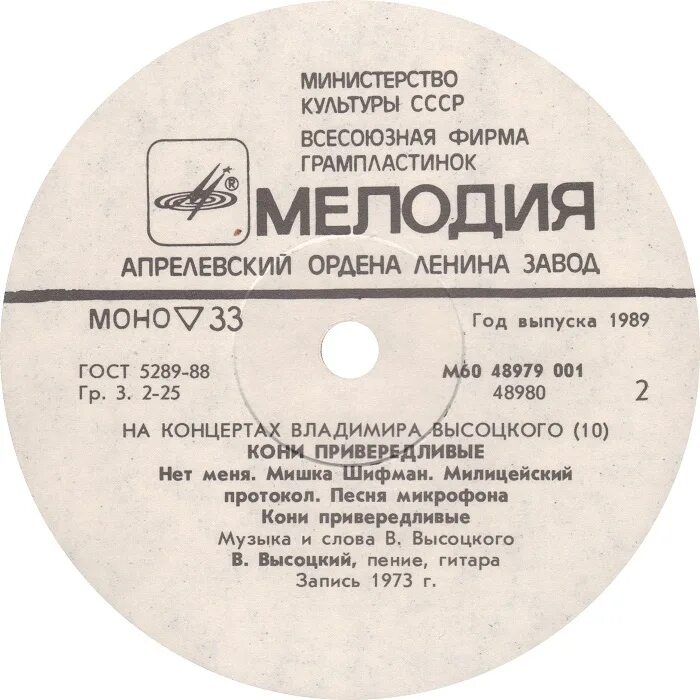 МИНИСТЕРСТВО
КУЛЬТУРЫ СССР
ВСЕСОЮЗНАЯ ФИРМА
ГРАМПЛАСТИНОК
®
МЕЛОДИЯ
АПРЕЛЕВСКИЙ ОРДЕНА ЛЕНИНА ЗАВОД
МОНО ▽ 33
Год выпуска 1989
ГОСТ 5289-88
М60 48979 001
Гр. 3. 2-25
48980
2
НА КОНЦЕРТАХ ВЛАДИМИРА ВЫСОЦКОГО (10)
КОНИ ПРИВЕРЕДЛИВЫЕ
Нет меня. Мишка Шифман. Милицейский
протокол. Песня микрофона
Кони привередливые
Музыка и слова В. Высоцкого
В. Высоцкий, пение, гитара
Запись 1973 г.